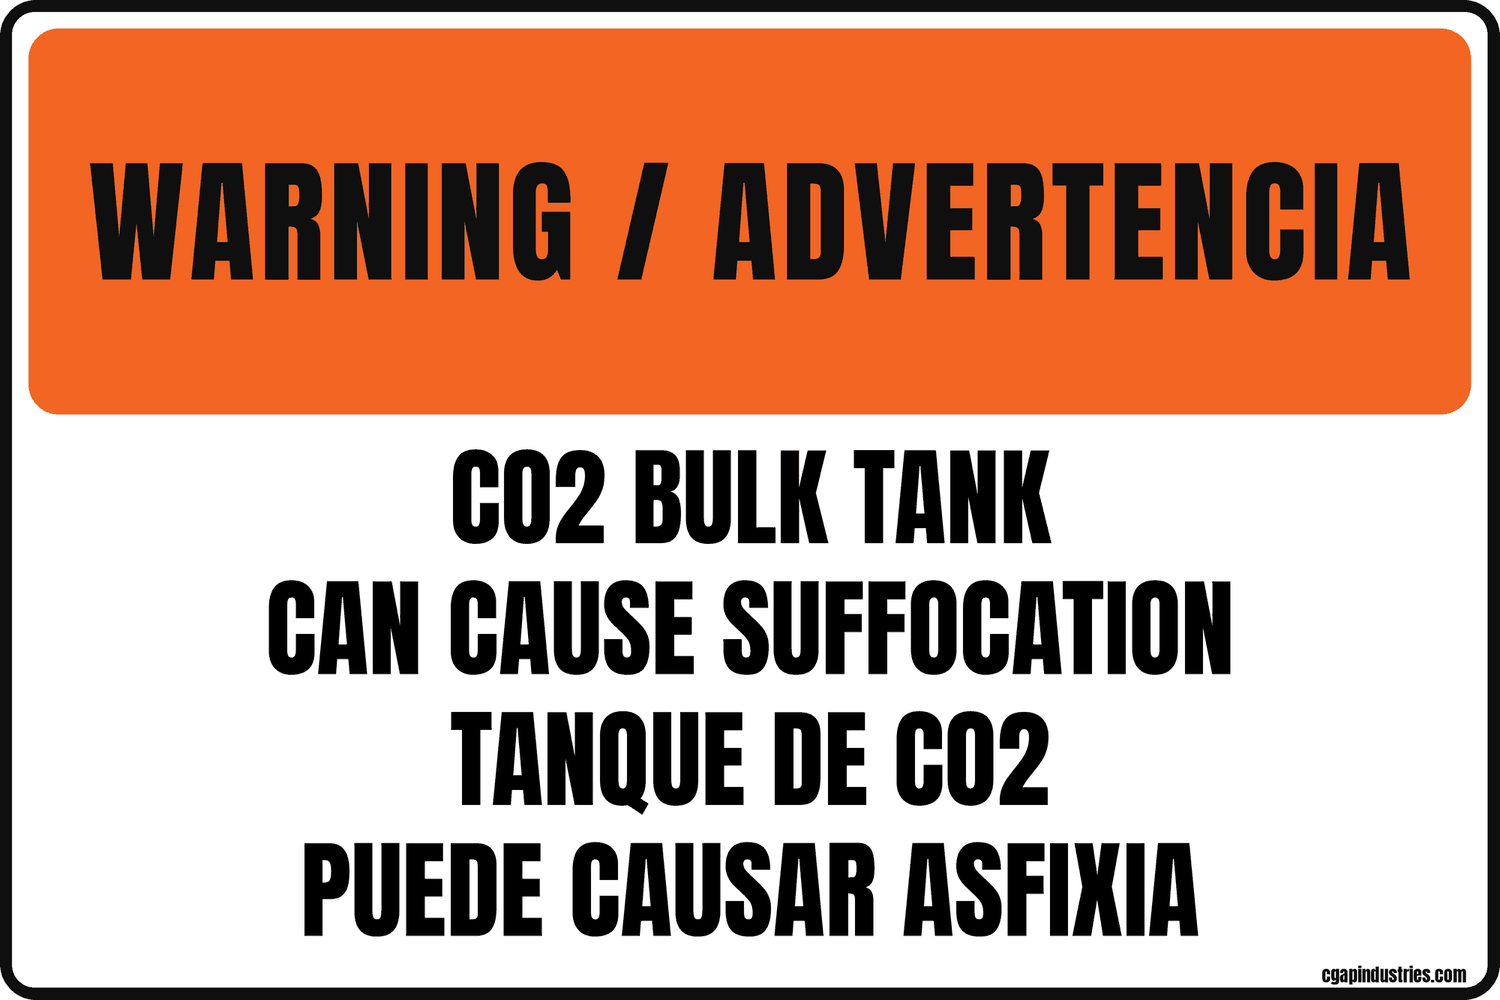 WARNING / ADVERTENCIA
CO2 BULK TANK
CAN CAUSE SUFFOCATION
TANQUE DE CO2
PUEDE CAUSAR ASFIXIA
cgapindustries.com